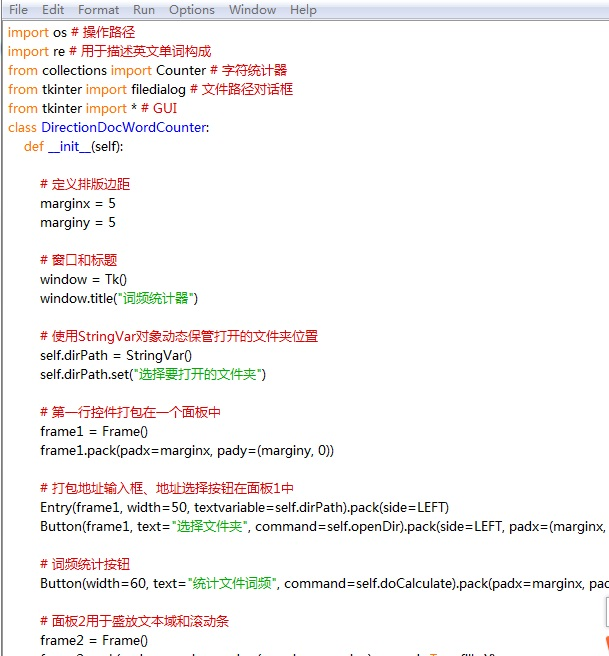 File Edit Format Run Options Window Help
import os # 操作路径
import re # 用于描述英文单词构成
from collections import Counter # 字符统计器
from tkinter import filedialog # 文件路径对话框
from tkinter import * # GUI
class DirectionDocWordCounter:
    def __init__(self):

        # 定义排版边距
        marginx = 5
        marginy = 5

        # 窗口和标题
        window = Tk()
        window.title("词频统计器")

        # 使用StringVar对象动态保管打开的文件夹位置
        self.dirPath = StringVar()
        self.dirPath.set("选择要打开的文件夹")

        # 第一行控件打包在一个面板中
        frame1 = Frame()
        frame1.pack(padx=marginx, pady=(marginy, 0))

        # 打包地址输入框、地址选择按钮在面板1中
        Entry(frame1, width=50, textvariable=self.dirPath).pack(side=LEFT)
        Button(frame1, text="选择文件夹", command=self.openDir).pack(side=LEFT, padx=(marginx,

        # 词频统计按钮
        Button(width=60, text="统计文件词频", command=self.doCalculate).pack(padx=marginx, pad

        # 面板2用于盛放文本域和滚动条
        frame2 = Frame()